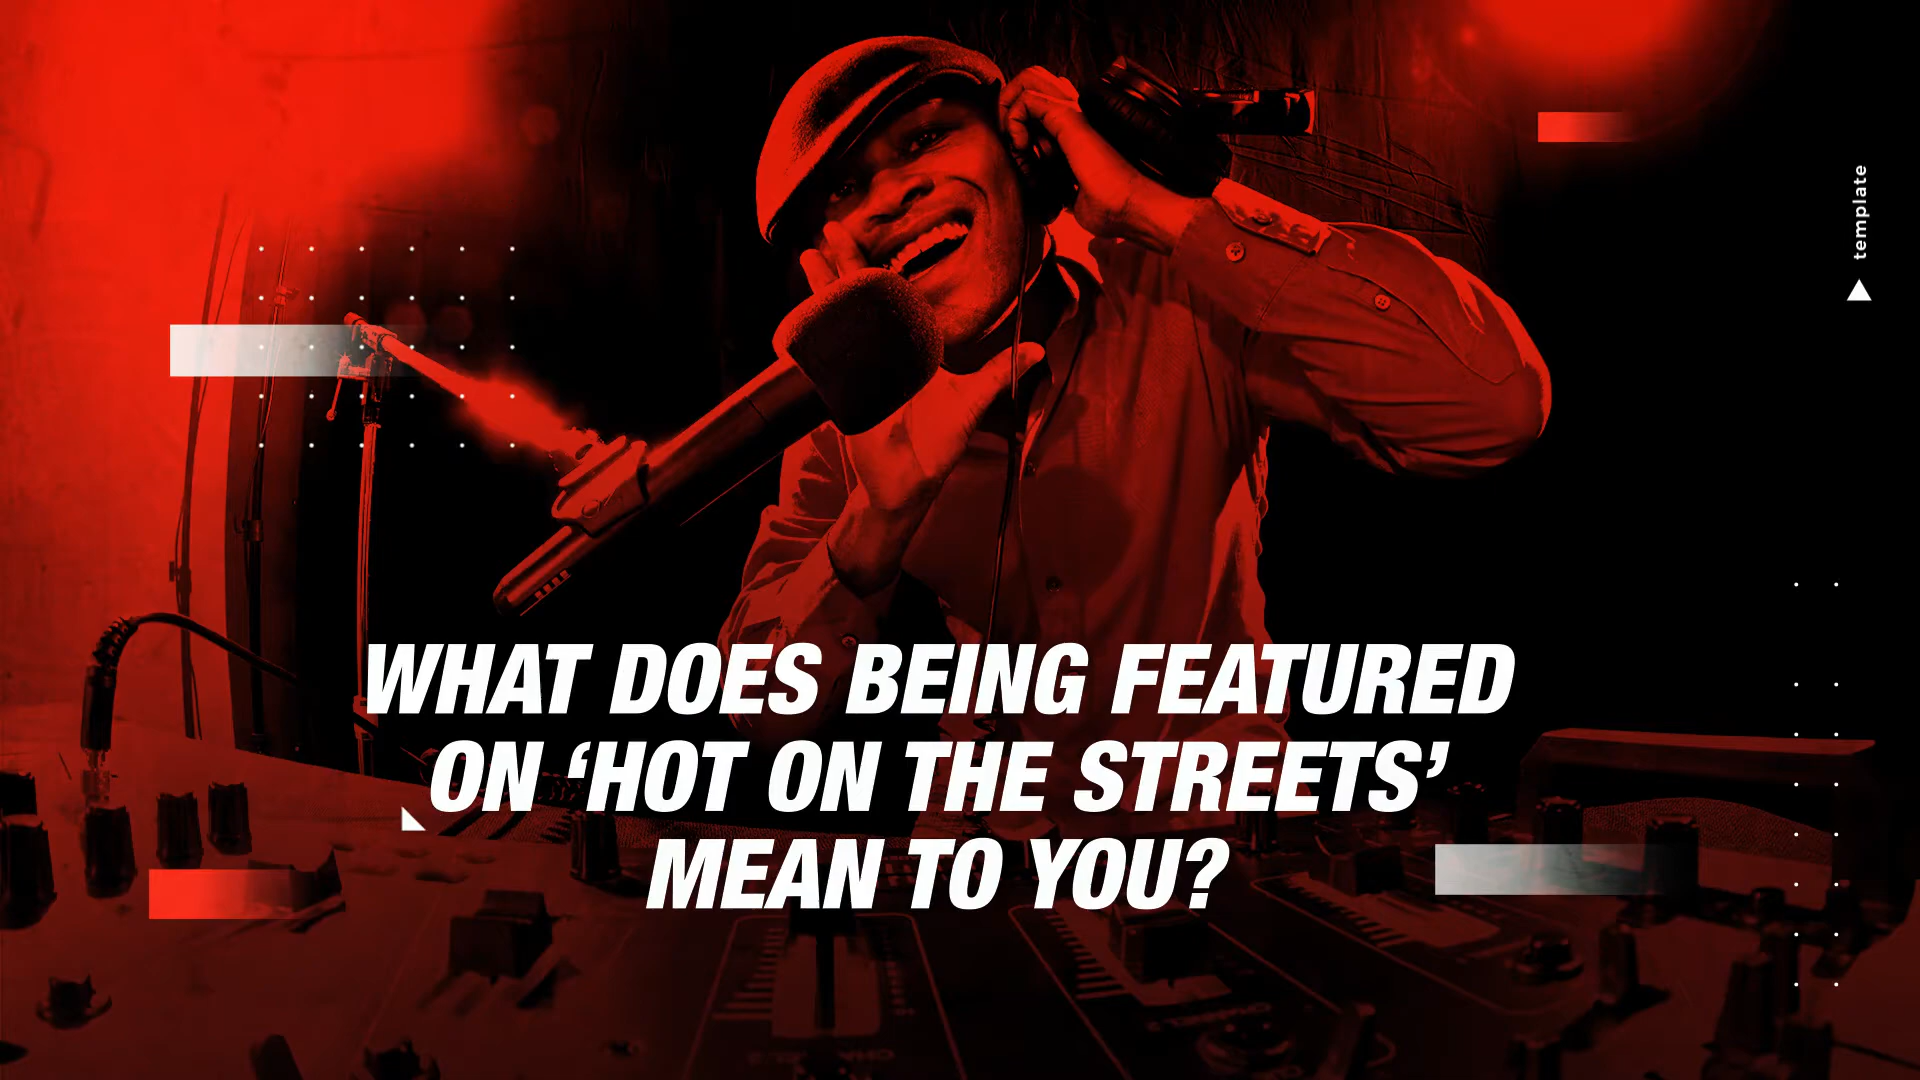 template
WHAT DOES BEING FEATURED
ON ‘HOT ON THE STREETS’
MEAN TO YOU?